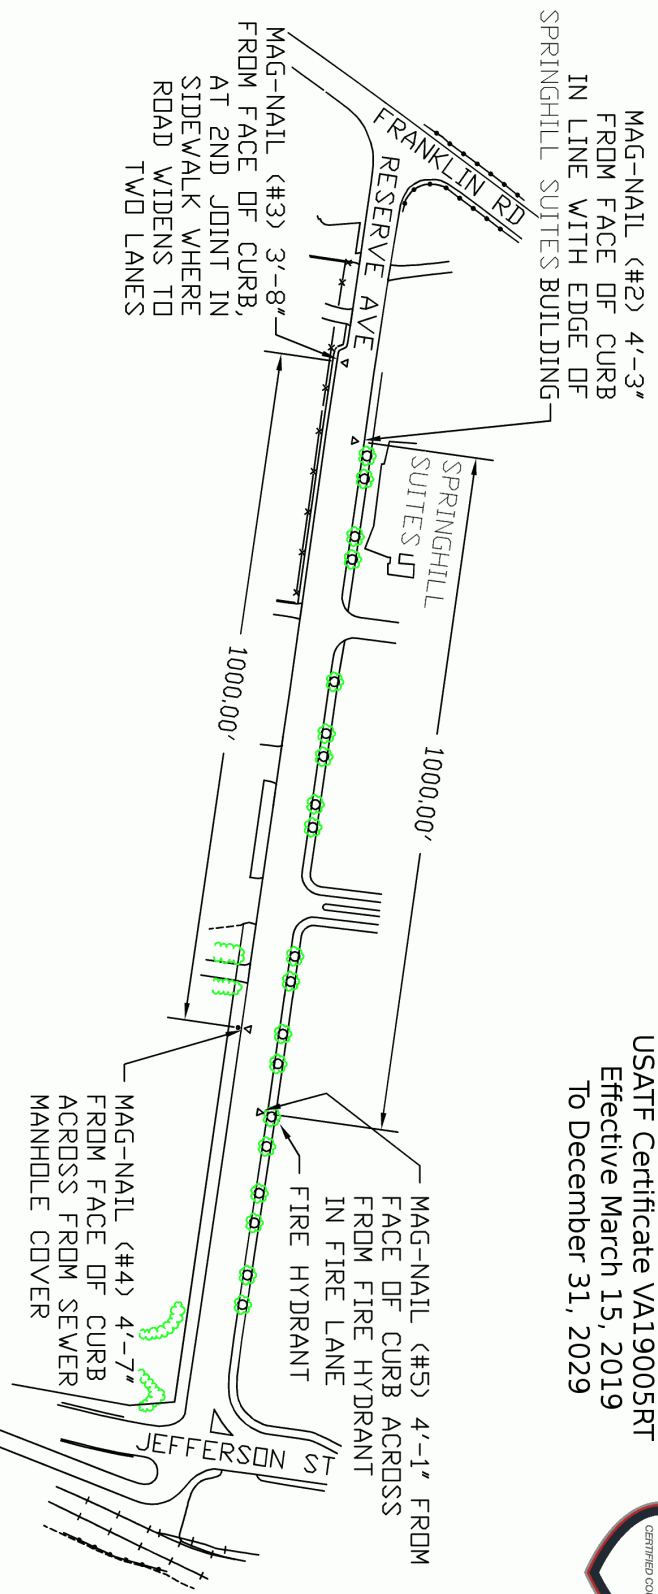 MAG-NAIL (#2) 4'-3"
FROM FACE OF CURB
IN LINE WITH EDGE OF
SPRINGHILL SUITES BUILDING
FRANKLIN RD
RESERVE AVE
MAG-NAIL (#3) 3'-8"
FROM FACE OF CURB,
AT 2ND JOINT IN
SIDEWALK WHERE
ROAD WIDENS TO
TWO LANES
SPRINGHILL
SUITES
1000.00'
1000.00'
USATF Certificate VA19005RT
Effective March 15, 2019
To December 31, 2029
MAG-NAIL (#5) 4'-1" FROM
FACE OF CURB ACROSS
FROM FIRE HYDRANT
IN FIRE LANE
FIRE HYDRANT
MAG-NAIL (#4) 4'-7"
FROM FACE OF CURB
ACROSS FROM SEWER
MANHOLE COVER
JEFFERSON ST
CERTIFIED